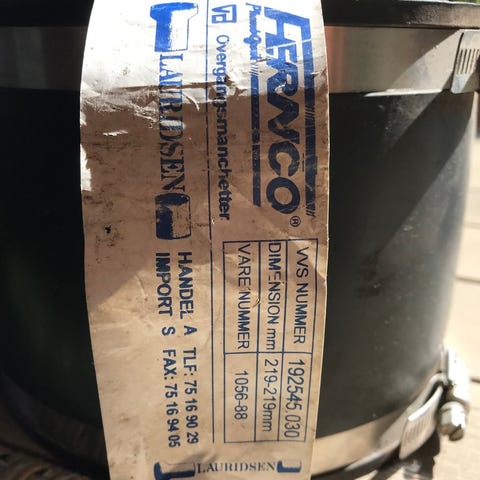 FERNCO®
VA Overgangsmanchetter
VVS NUMMER 192545 030
DIMENSION mm 219-219mm
VARE NUMMER 1056-88
LAURIDSEN
HANDEL A TLF: 75 16 90 29
IMPORT S FAX: 75 16 94 05
LAURIDSEN